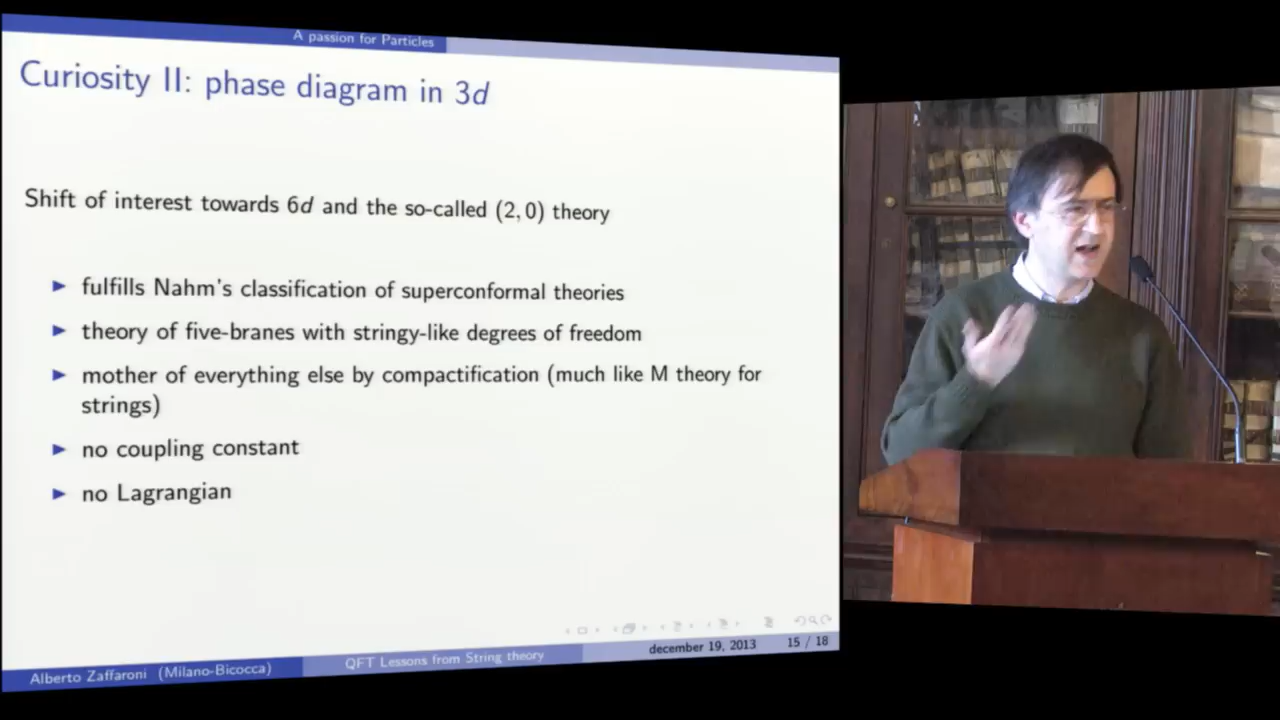 A passion for Particles
Curiosity II: phase diagram in 3d
Shift of interest towards 6d and the so-called (2, 0) theory
► fulfills Nahm's classification of superconformal theories
► theory of five-branes with stringy-like degrees of freedom
► mother of everything else by compactification (much like M theory for
strings)
► no coupling constant
► no Lagrangian
Alberto Zaffaroni (Milano-Bicocca)
QFT Lessons from String theory
december 19, 2013
15 / 18